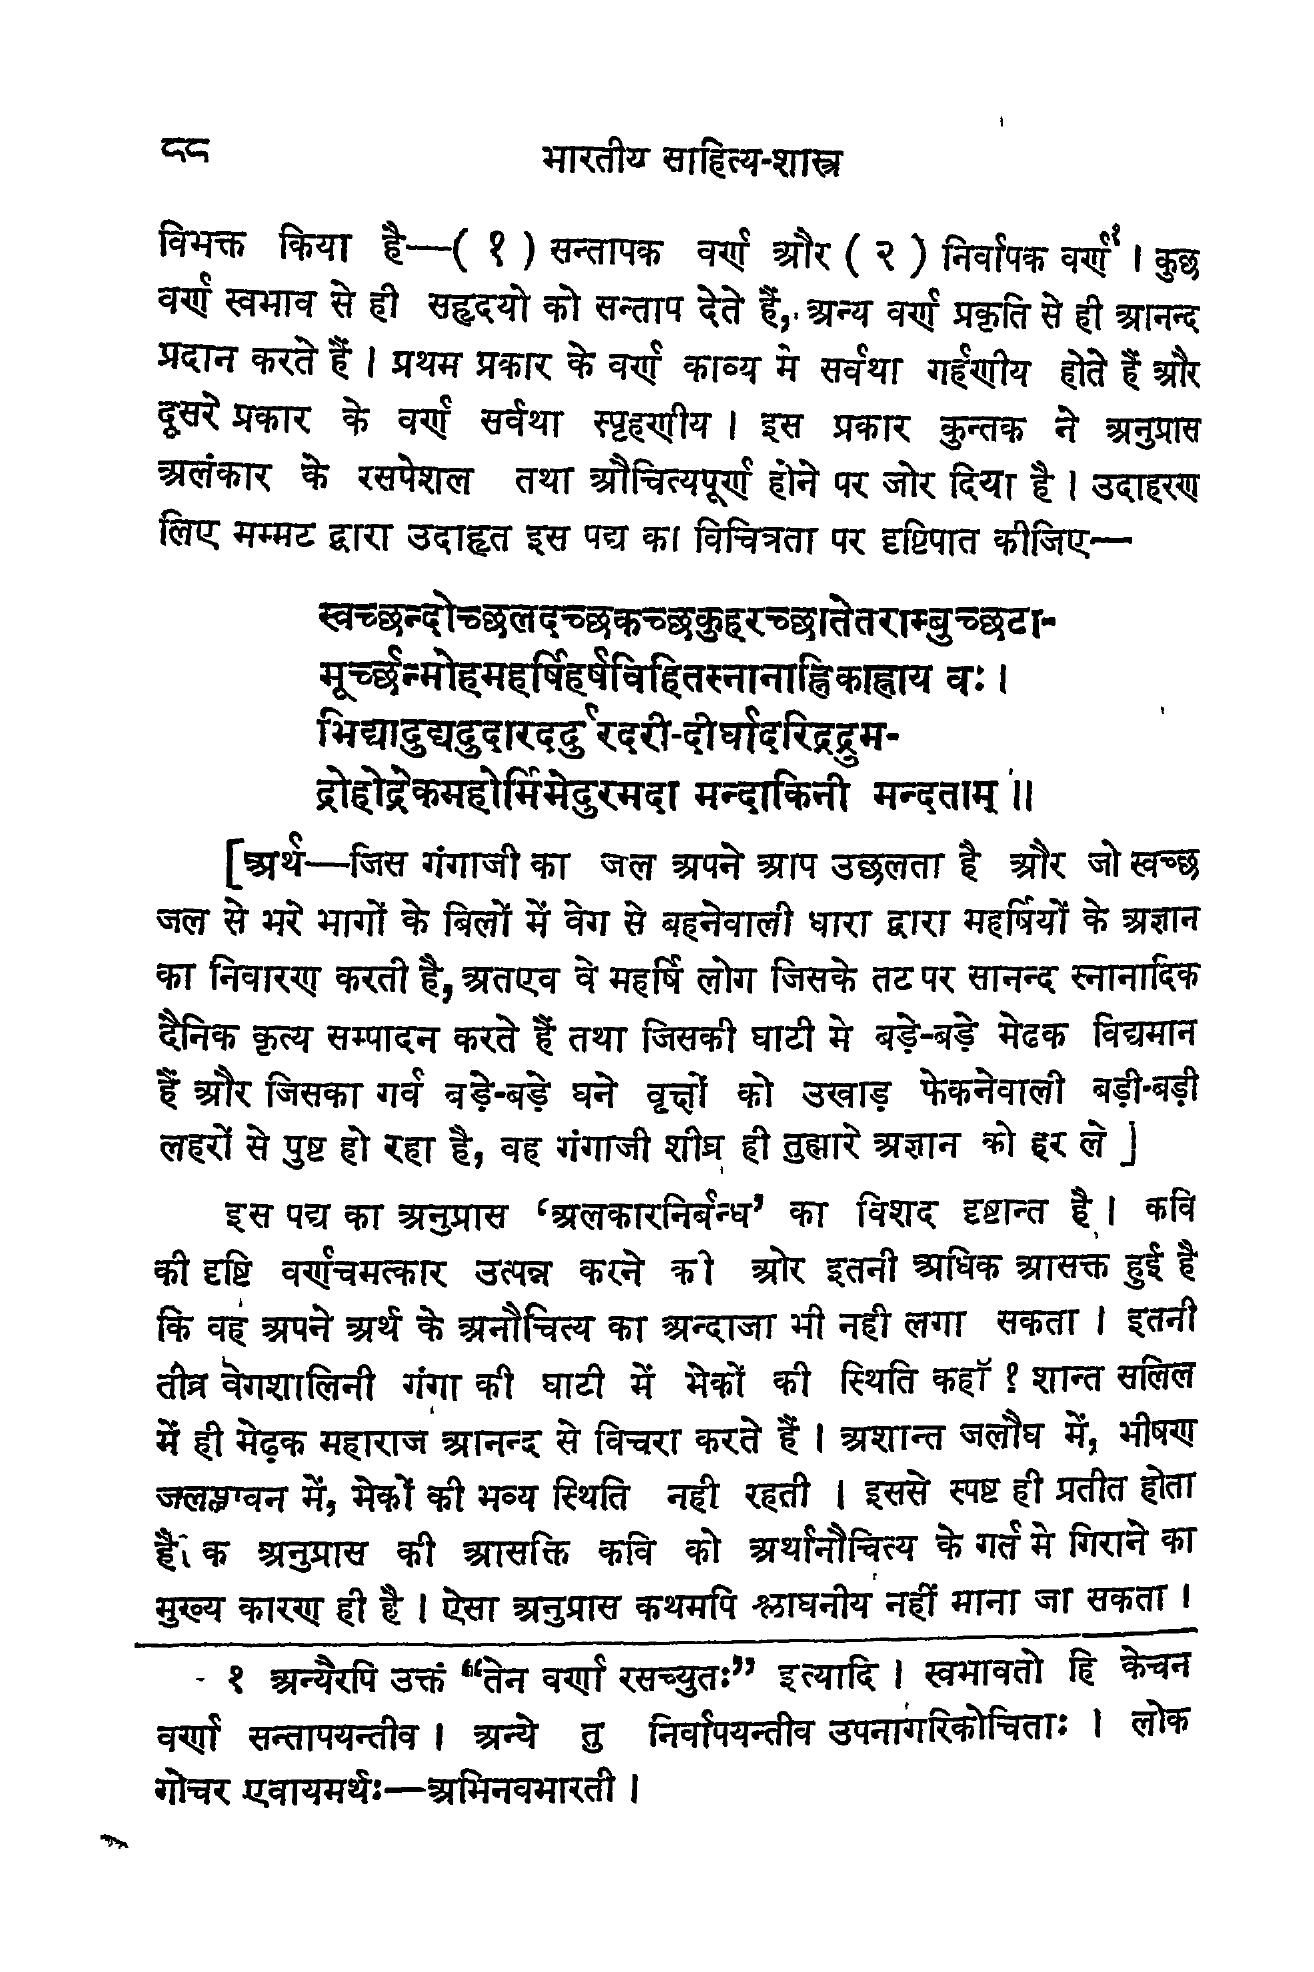 ८८ भारतीय साहित्य-शास्त्र
विभक्त किया है—( १ ) सन्तापक वर्ण और ( २ ) निर्वापक वर्ण१ । कुछ
वर्ण स्वभाव से ही सहृदयो को सन्ताप देते हैं, अन्य वर्ण प्रकृति से ही आनन्द
प्रदान करते हैं । प्रथम प्रकार के वर्ण काव्य मे सर्वथा गर्हणीय होते हैं और
दूसरे प्रकार के वर्ण सर्वथा स्पृहणीय । इस प्रकार कुन्तक ने अनुप्रास
अलंकार के रसपेशल तथा औचित्यपूर्ण होने पर जोर दिया है । उदाहरण
लिए मम्मट द्वारा उदाहृत इस पद्य का विचित्रता पर दृष्टिपात कीजिए—
स्वच्छन्दोच्छलदच्छकच्छकुहरच्छातेतराम्बुच्छटा-
मूर्च्छन्मोहमहर्षिहर्षविहितस्नानाह्निकाह्नाय वः ।
भिद्यादुद्यदुदारदर्दुरदरी-दीर्घादरिद्रद्रुम-
द्रोहोद्रेकमहोर्मिमेदुरमदा मन्दाकिनी मन्दताम् ॥
[अर्थ—जिस गंगाजी का जल अपने आप उछलता है और जो स्वच्छ
जल से भरे भागों के बिलों में वेग से बहनेवाली धारा द्वारा महर्षियों के अज्ञान
का निवारण करती है, अतएव वे महर्षि लोग जिसके तट पर सानन्द स्नानादिक
दैनिक कृत्य सम्पादन करते हैं तथा जिसकी घाटी मे बड़े-बड़े मेढक विद्यमान
हैं और जिसका गर्व बड़े-बड़े घने वृक्षों को उखाड़ फेकनेवाली बड़ी-बड़ी
लहरों से पुष्ट हो रहा है, वह गंगाजी शीघ्र ही तुह्मारे अज्ञान को हर ले ]
इस पद्य का अनुप्रास ‘अलकारनिर्बन्ध’ का विशद दृष्टान्त है । कवि
की दृष्टि वर्णचमत्कार उत्पन्न करने की ओर इतनी अधिक आसक्त हुई है
कि वह अपने अर्थ के अनौचित्य का अन्दाजा भी नही लगा सकता । इतनी
तीव्र वेगशालिनी गंगा की घाटी में भेकों की स्थिति कहाॅ ? शान्त सलिल
में ही मेढ़क महाराज आनन्द से विचरा करते हैं । अशान्त जलौघ में, भीषण
जलप्लावन में, भेकों की भव्य स्थिति नही रहती । इससे स्पष्ट ही प्रतीत होता
है कि अनुप्रास की आसक्ति कवि को अर्थानौचित्य के गर्त मे गिराने का
मुख्य कारण ही है । ऐसा अनुप्रास कथमपि श्लाघनीय नहीं माना जा सकता ।
१ अन्यैरपि उक्तं “तेन वर्णा रसच्युतः” इत्यादि । स्वभावतो हि केचन
वर्णा सन्तापयन्तीव । अन्ये तु निर्वापयन्तीव उपनागरिकोचिताः । लोक
गोचर एवायमर्थः—अभिनवभारती ।